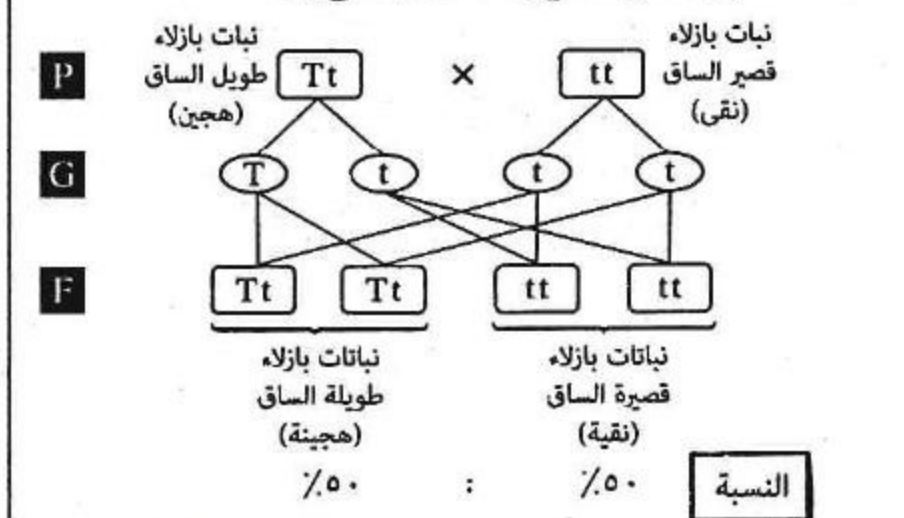 P
نبات بازلاء
طويل الساق
(هجين)
Tt
×
tt
نبات بازلاء
قصير الساق
(نقى)
G
T
t
t
t
F
Tt
Tt
tt
tt
نباتات بازلاء
طويلة الساق
(هجينة)
نباتات بازلاء
قصيرة الساق
(نقية)
النسبة
٥٠٪ : ٥٠٪